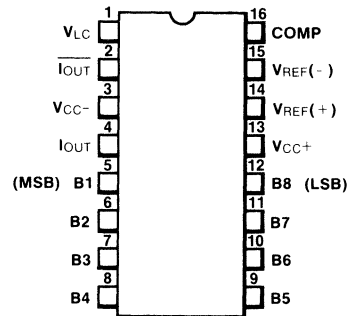 1 16
VLC COMP
2 15
IOUT VREF(-)
3 14
VCC- VREF(+)
4 13
IOUT VCC+
5 12
(MSB) B1 B8 (LSB)
6 11
B2 B7
7 10
B3 B6
8 9
B4 B5